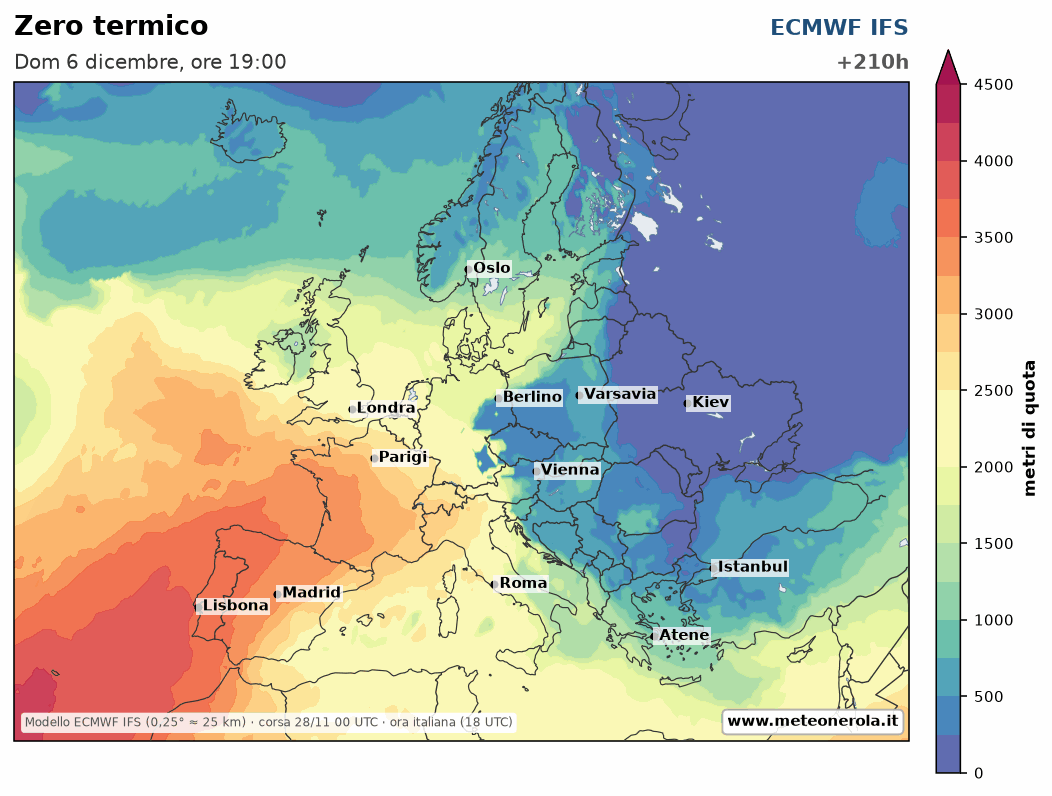 Zero termico
ECMWF IFS
Dom 6 dicembre, ore 19:00
+210h
4500
4000
3500
3000
2500
2000
1500
1000
500
0
metri di quota
Oslo
Berlino
Varsavia
Kiev
Londra
Parigi
Vienna
Istanbul
Roma
Madrid
Lisbona
Atene
Modello ECMWF IFS (0,25° ≈ 25 km) · corsa 28/11 00 UTC · ora italiana (18 UTC)
www.meteonerola.it